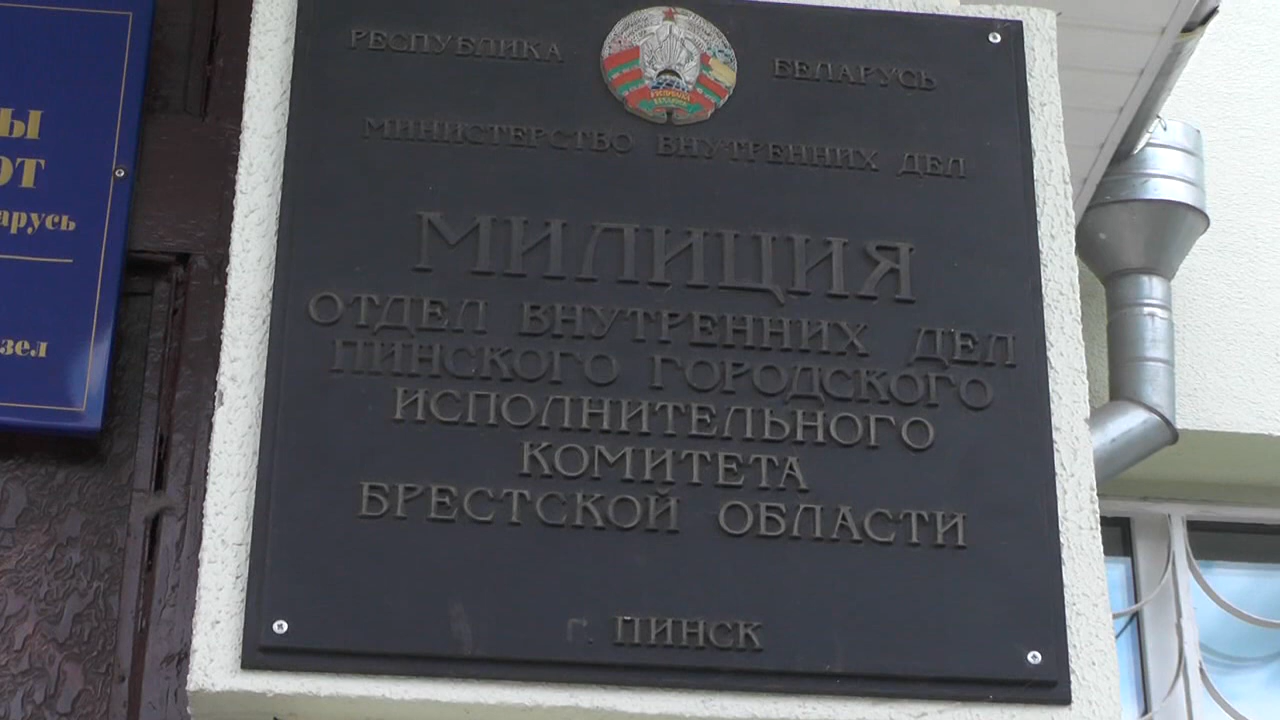 РЕСПУБЛИКА БЕЛАРУСЬ
МИНИСТЕРСТВО ВНУТРЕННИХ ДЕЛ
МИЛИЦИЯ
ОТДЕЛ ВНУТРЕННИХ ДЕЛ
ПИНСКОГО ГОРОДСКОГО
ИСПОЛНИТЕЛЬНОГО
КОМИТЕТА
БРЕСТСКОЙ ОБЛАСТИ
г. ПИНСК